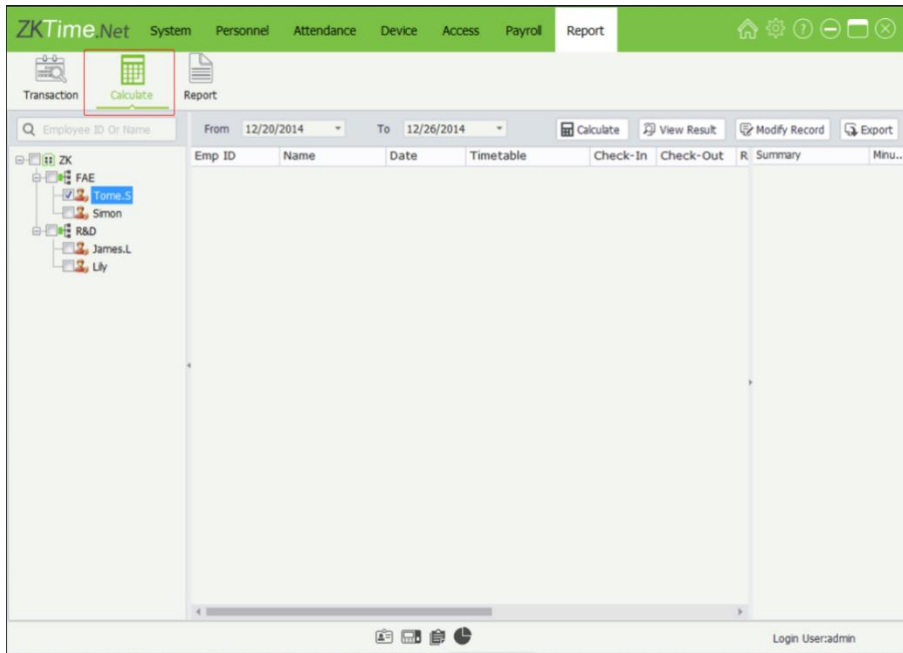 ZKTime.Net System Personnel Attendance Device Access Payroll Report
Transaction Calculate Report
Employee ID Or Name From 12/20/2014 To 12/26/2014 Calculate View Result Modify Record Export
Emp ID Name Date Timetable Check-In Check-Out R Summary Minu...
ZK
FAE
Tome.S
Simon
R&D
James.L
Lily
Login User:admin